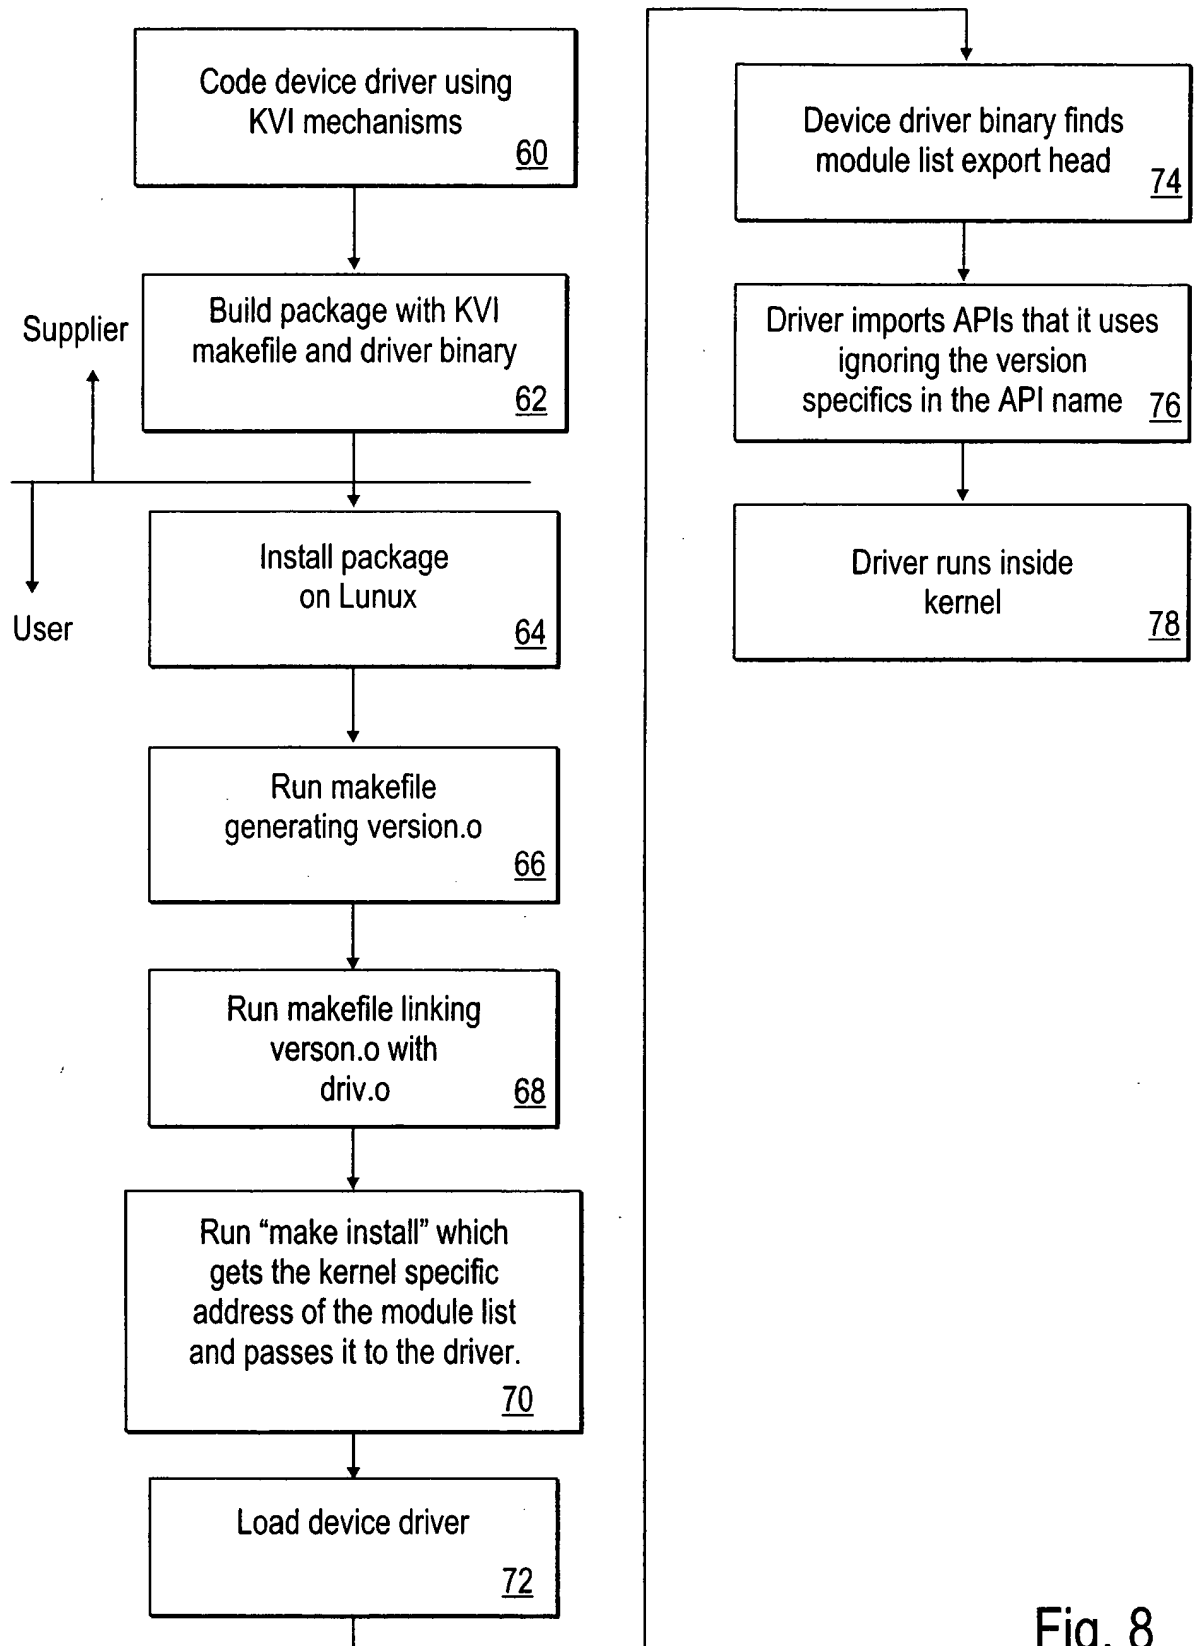 Code device driver using
KVI mechanisms
60
Build package with KVI
makefile and driver binary
62
Supplier
User
Install package
on Lunux
64
Run makefile
generating version.o
66
Run makefile linking
verson.o with
driv.o
68
Run “make install” which
gets the kernel specific
address of the module list
and passes it to the driver.
70
Load device driver
72
Device driver binary finds
module list export head
74
Driver imports APIs that it uses
ignoring the version
specifics in the API name
76
Driver runs inside
kernel
78
Fig. 8